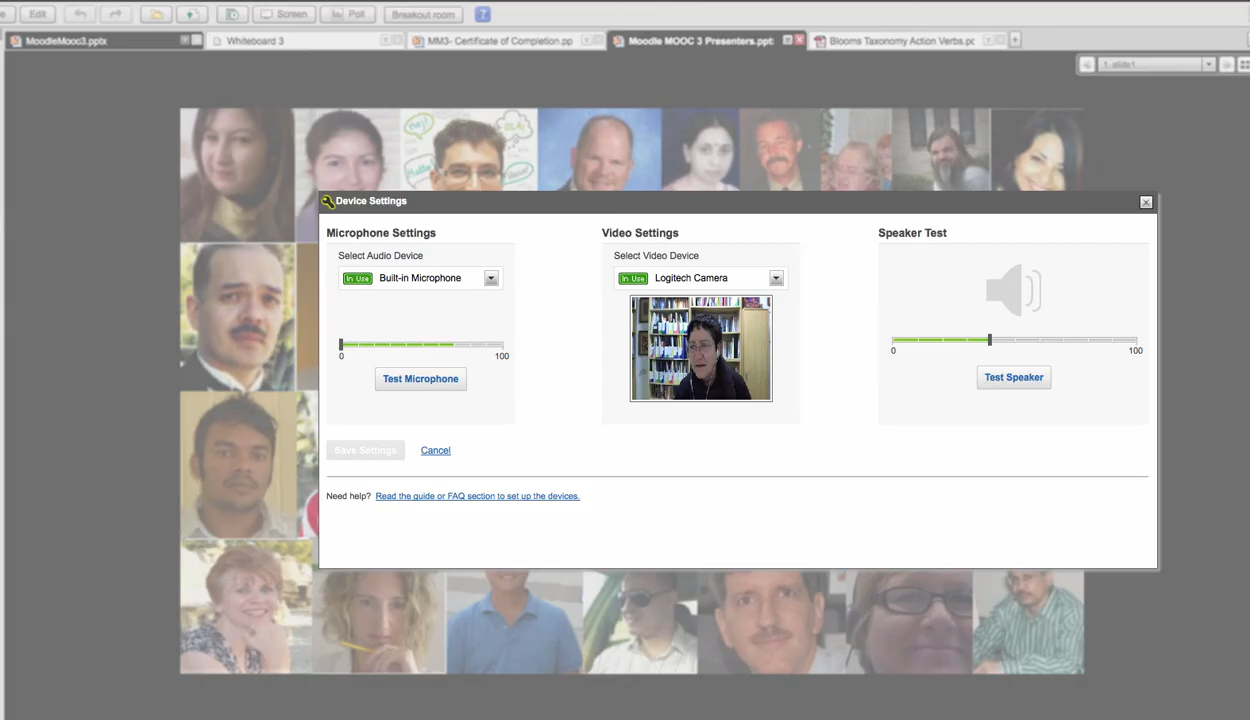 Edit
Screen
Poll
Breakout room
?
MoodleMooc3.pptx
Whiteboard 3
MM3- Certificate of Completion.pp
Moodle MOOC 3 Presenters.ppt
Blooms Taxonomy Action Verbs.pc
1: slide1
Device Settings
Microphone Settings
Video Settings
Speaker Test
Select Audio Device
Select Video Device
In Use Built-in Microphone
In Use Logitech Camera
0 100
0 100
Test Microphone
Test Speaker
Save Settings Cancel
Need help? Read the guide or FAQ section to set up the devices.